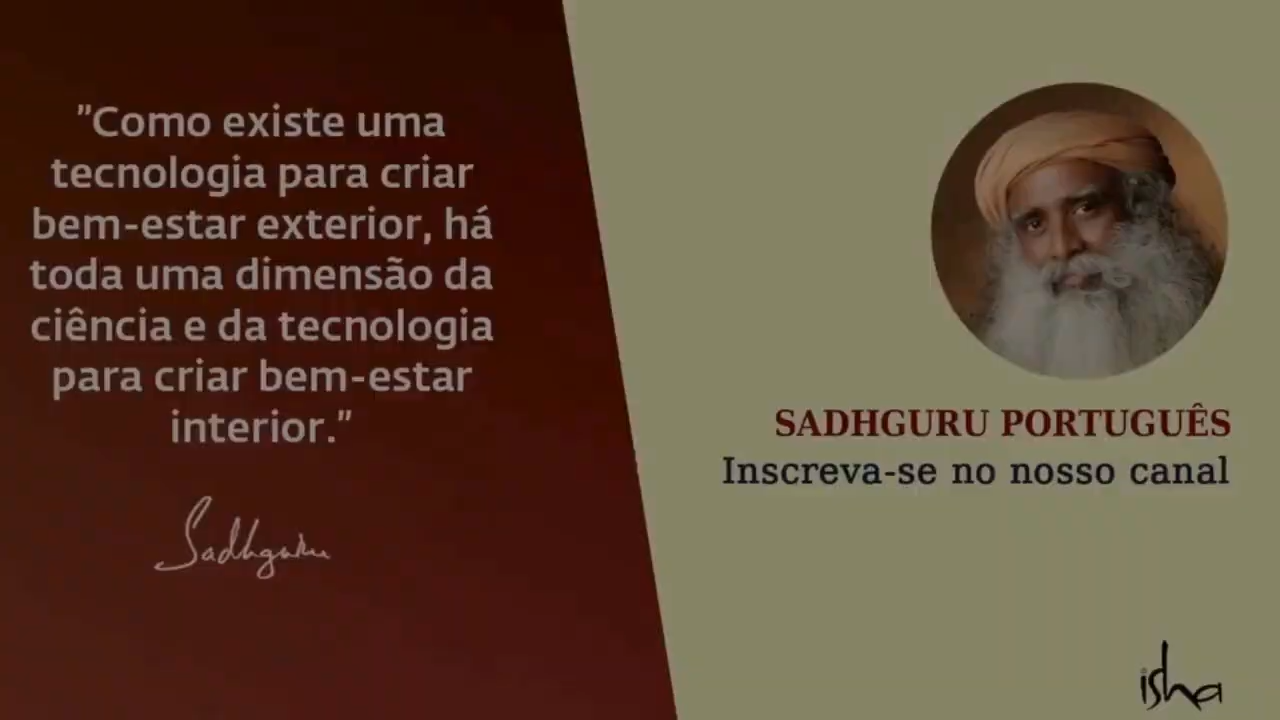 "Como existe uma
tecnologia para criar
bem-estar exterior, há
toda uma dimensão da
ciência e da tecnologia
para criar bem-estar
interior."
Sadhguru
SADHGURU PORTUGUÊS
Inscreva-se no nosso canal
isha